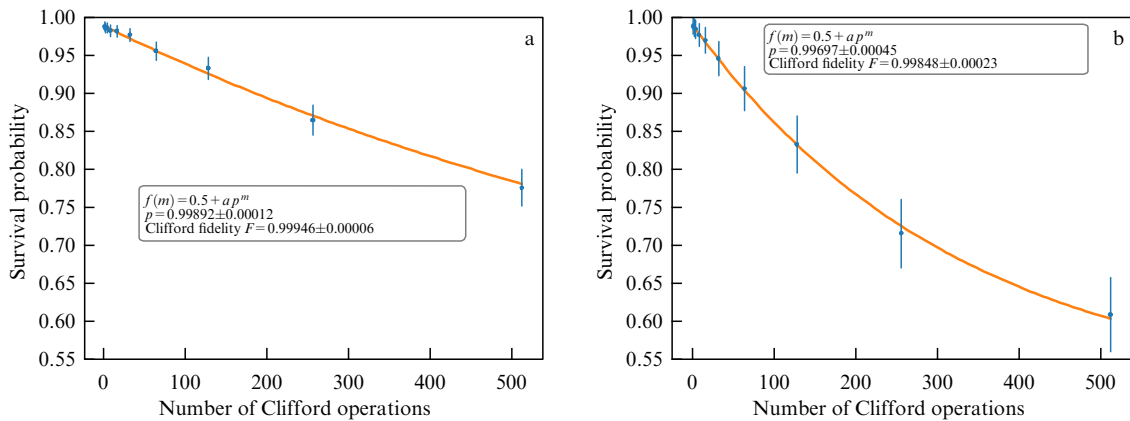 1.00
0.95
0.90
0.85
0.80
0.75
0.70
0.65
0.60
0.55
Survival probability
a
f(m)=0.5+ap^m
p=0.99892±0.00012
Clifford fidelity F=0.99946±0.00006
0 100 200 300 400 500
Number of Clifford operations
1.00
0.95
0.90
0.85
0.80
0.75
0.70
0.65
0.60
0.55
Survival probability
b
f(m)=0.5+ap^m
p=0.99697±0.00045
Clifford fidelity F=0.99848±0.00023
0 100 200 300 400 500
Number of Clifford operations